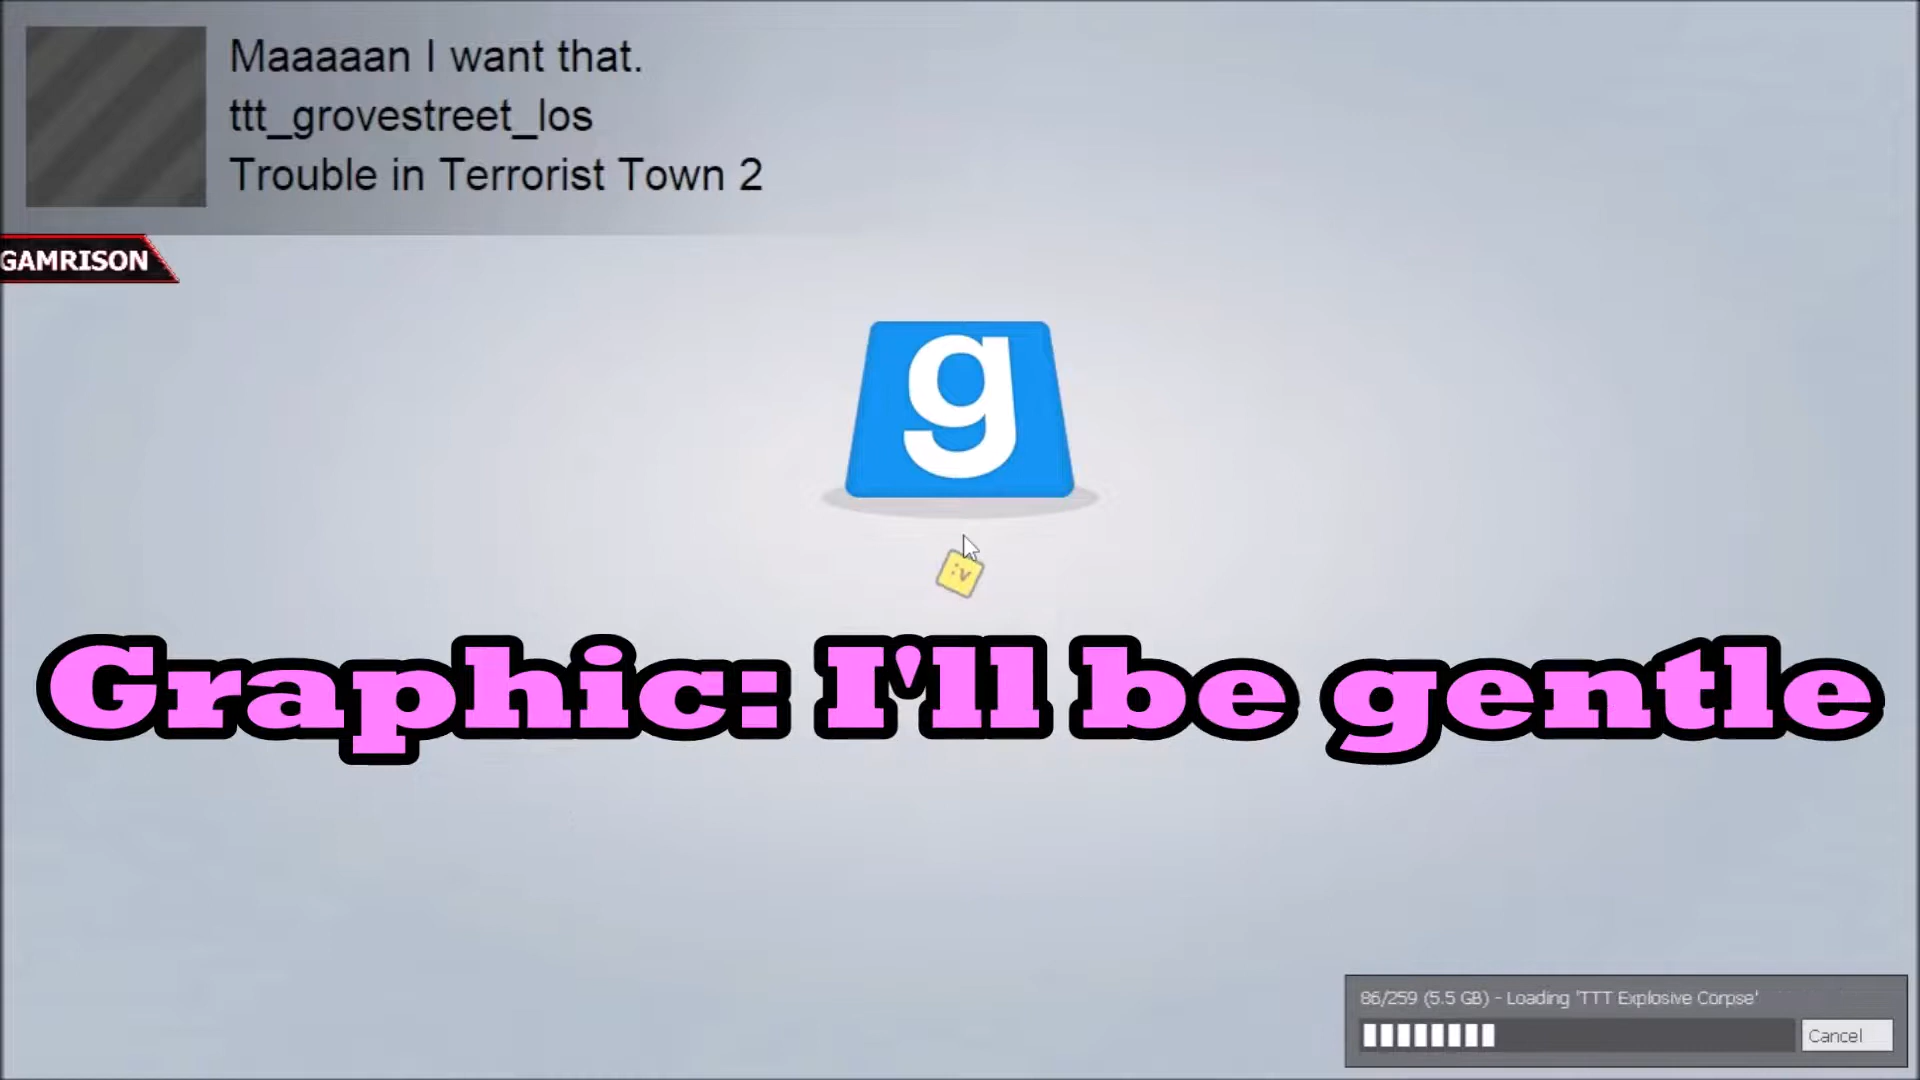 Maaaaan I want that.
ttt_grovestreet_los
Trouble in Terrorist Town 2
GAMRISON
g
:v
Graphic: I'll be gentle
86/259 (5.5 GB) - Loading 'TTT Explosive Corpse'
Cancel